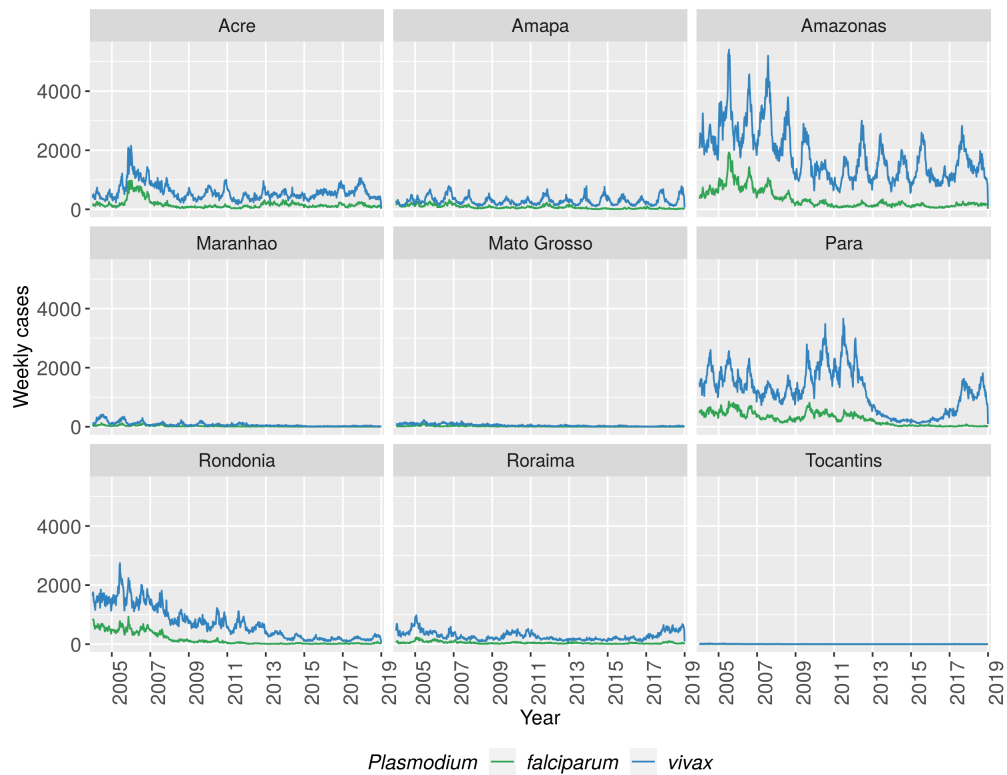 Acre Amapa Amazonas
4000
2000
0
Maranhao Mato Grosso Para
4000
2000
0
Rondonia Roraima Tocantins
4000
2000
0
Weekly cases
2005 2007 2009 2011 2013 2015 2017 2019 2005 2007 2009 2011 2013 2015 2017 2019 2005 2007 2009 2011 2013 2015 2017 2019
Year
Plasmodium falciparum vivax